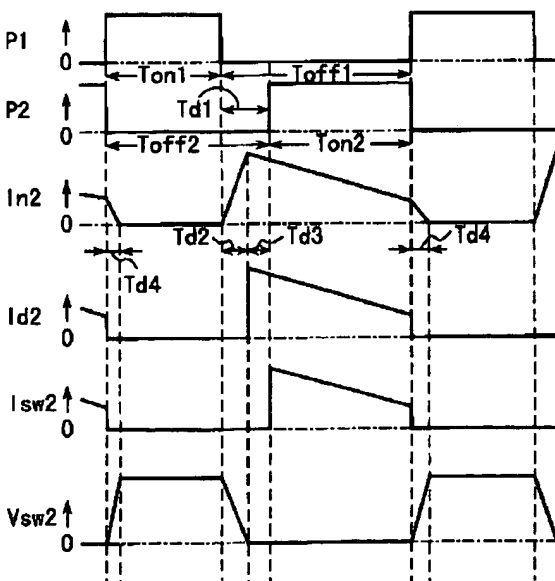 P1
0
Ton1
Toff1
P2
Td1
0
Toff2
Ton2
In2
0
Td2
Td3
Td4
Td4
Id2
0
Isw2
0
Vsw2
0